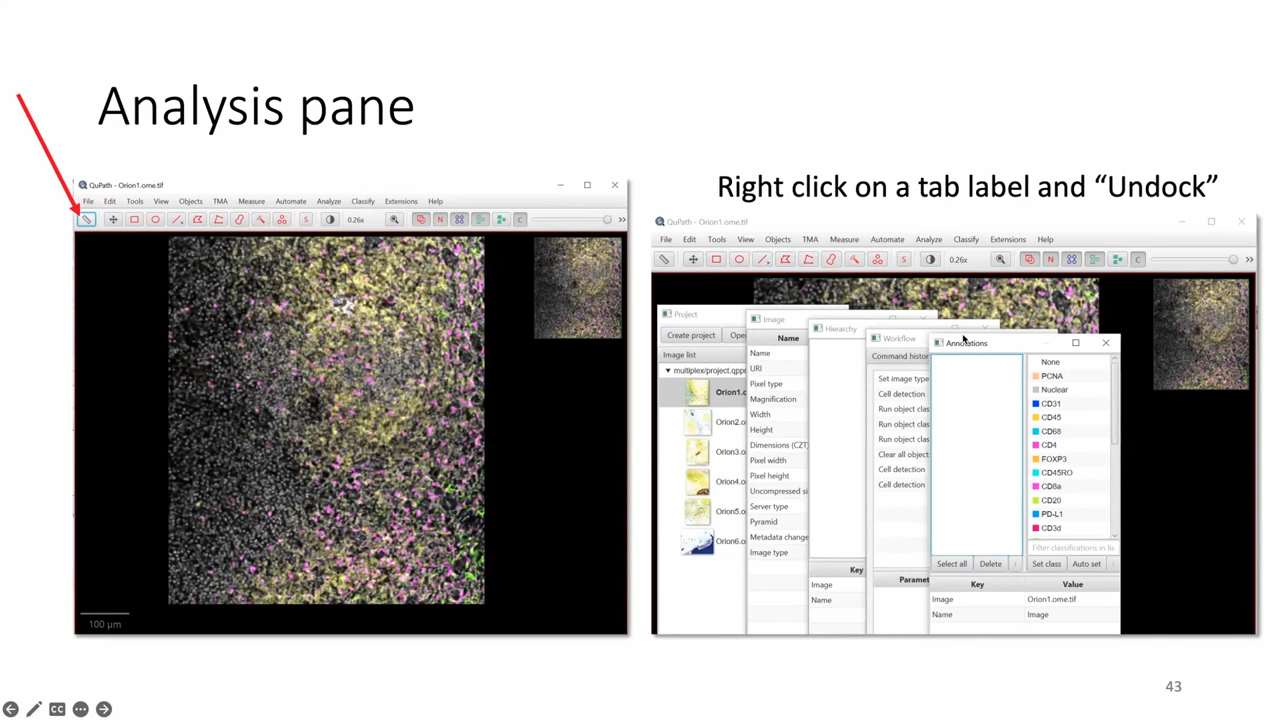 Analysis pane
QuPath - Orion1.ome.tif
File Edit Tools View Objects TMA Measure Automate Analyze Classify Extensions Help
S 0.26x C »
100 µm
Right click on a tab label and “Undock”
QuPath - Orion1.ome.tif
File Edit Tools View Objects TMA Measure Automate Analyze Classify Extensions Help
S 0.26x N C »
Project
Create project Ope
Image list
multiplex/project.qppr
Orion1.o
Orion2.o
Orion3.o
Orion4.o
Orion5.o
Orion6.o
Image
Name
Name
URI
Pixel type
Magnification
Width
Height
Dimensions (CZT)
Pixel width
Pixel height
Uncompressed si
Server type
Pyramid
Metadata change
Image type
Hierarchy
Key
Image
Name
Workflow
Command histor
Set image type
Cell detection
Run object clas
Run object clas
Run object clas
Clear all object
Cell detection
Cell detection
Paramet
Annotations
None
PCNA
Nuclear
CD31
CD45
CD68
CD4
FOXP3
CD45RO
CD8a
CD20
PD-L1
CD3d
Filter classifications in lis
Select all Delete Set class Auto set
Key Value
Image Orion1.ome.tif
Name Image
43
CC